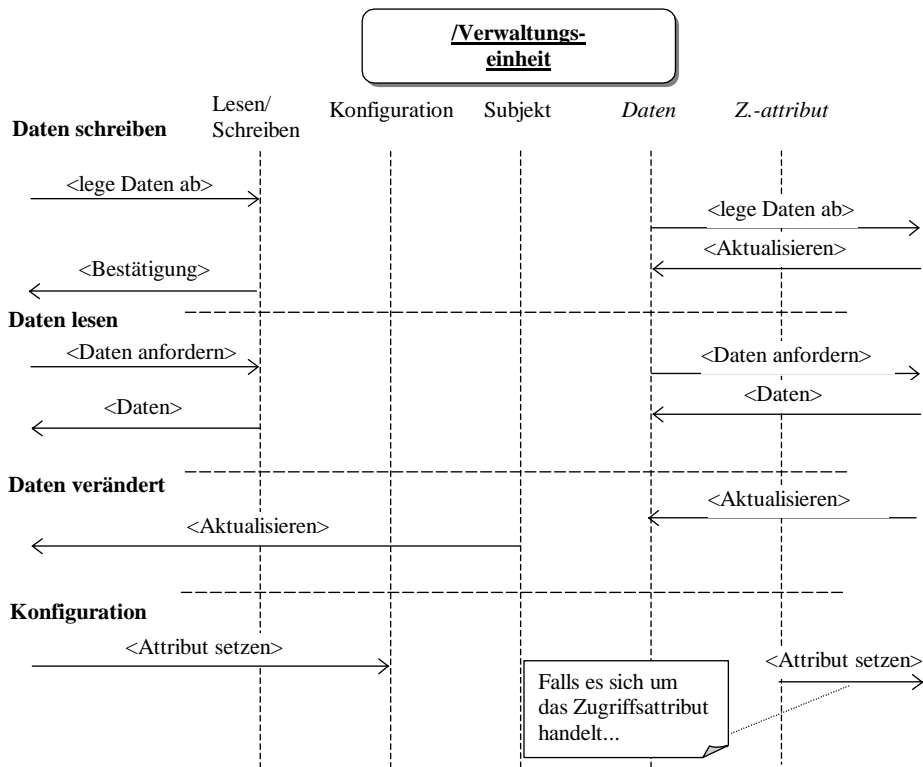 /Verwaltungs-
einheit
Lesen/
Schreiben
Konfiguration
Subjekt
Daten
Z.-attribut
Daten schreiben
<lege Daten ab>
<lege Daten ab>
<Aktualisieren>
<Bestätigung>
Daten lesen
<Daten anfordern>
<Daten anfordern>
<Daten>
<Daten>
Daten verändert
<Aktualisieren>
<Aktualisieren>
Konfiguration
<Attribut setzen>
<Attribut setzen>
Falls es sich um
das Zugriffsattribut
handelt...